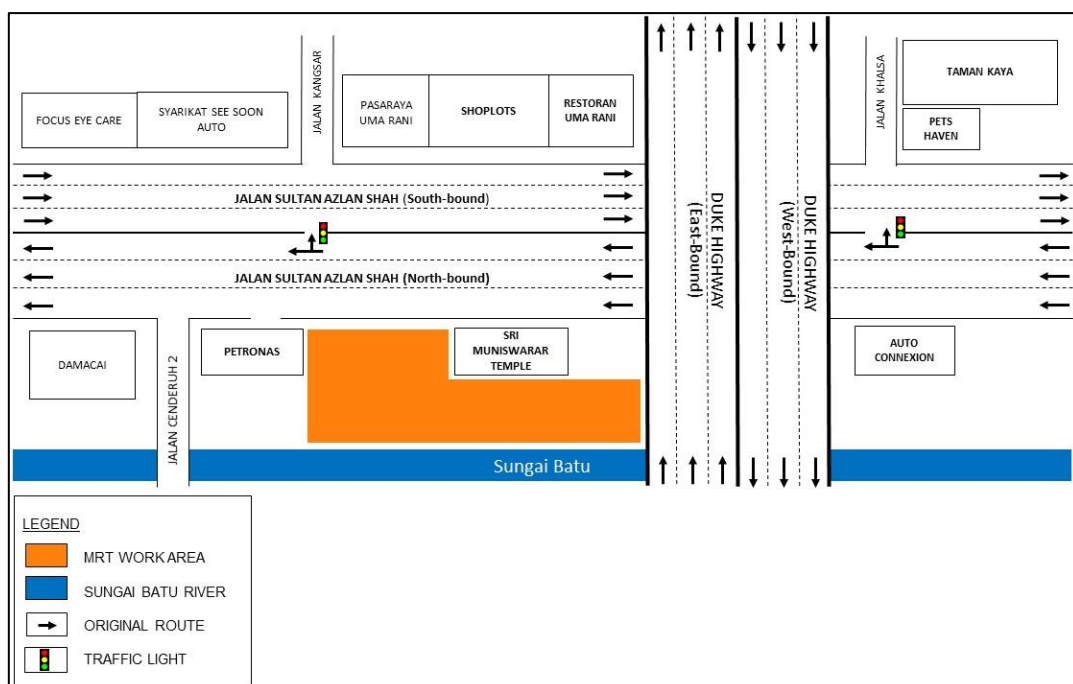 JALAN KANGSAR
JALAN KHALSA
TAMAN KAYA
FOCUS EYE CARE
SYARIKAT SEE SOON
AUTO
PASARAYA
UMA RANI
SHOPLOTS
RESTORAN
UMA RANI
PETS
HAVEN
JALAN SULTAN AZLAN SHAH (South-bound)
DUKE HIGHWAY
(East-Bound)
DUKE HIGHWAY
(West-Bound)
JALAN SULTAN AZLAN SHAH (North-bound)
DAMACAI
JALAN CENDERUH 2
PETRONAS
SRI
MUNISWARAR
TEMPLE
AUTO
CONNEXION
Sungai Batu
LEGEND
MRT WORK AREA
SUNGAI BATU RIVER
ORIGINAL ROUTE
TRAFFIC LIGHT